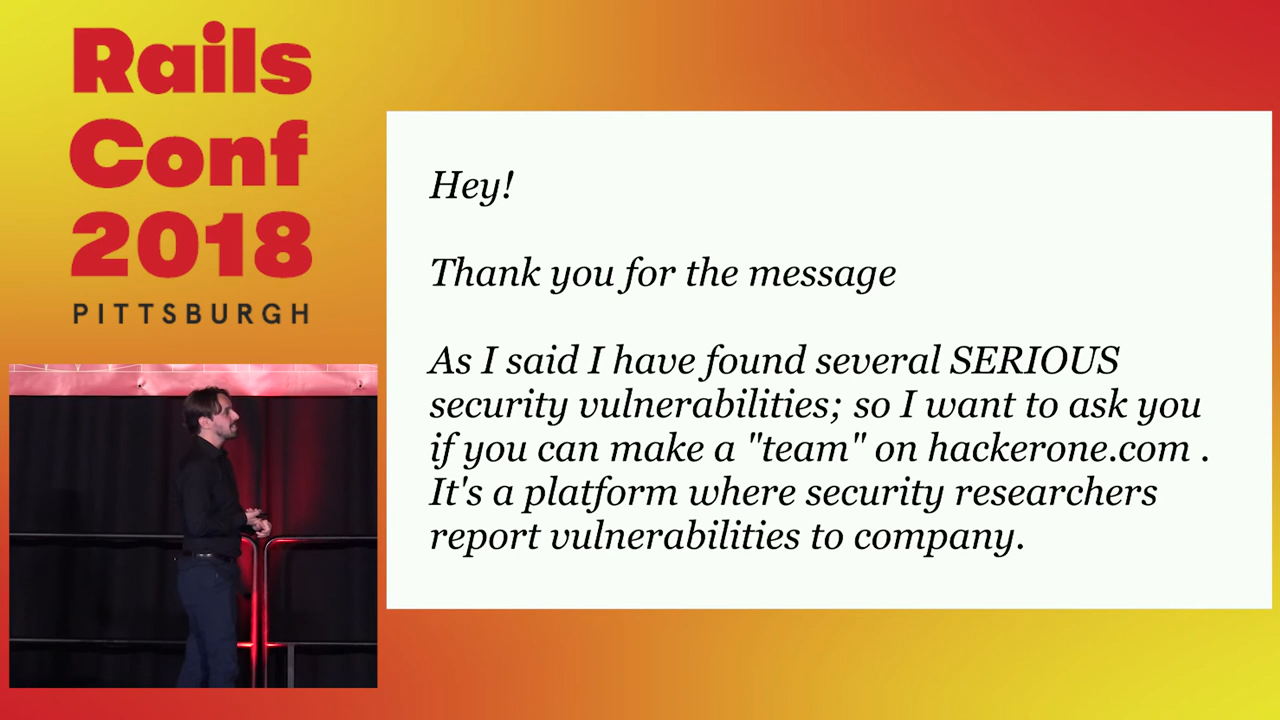 Rails
Conf
2018
PITTSBURGH
Hey!
Thank you for the message
As I said I have found several SERIOUS
security vulnerabilities; so I want to ask you
if you can make a "team" on hackerone.com .
It's a platform where security researchers
report vulnerabilities to company.